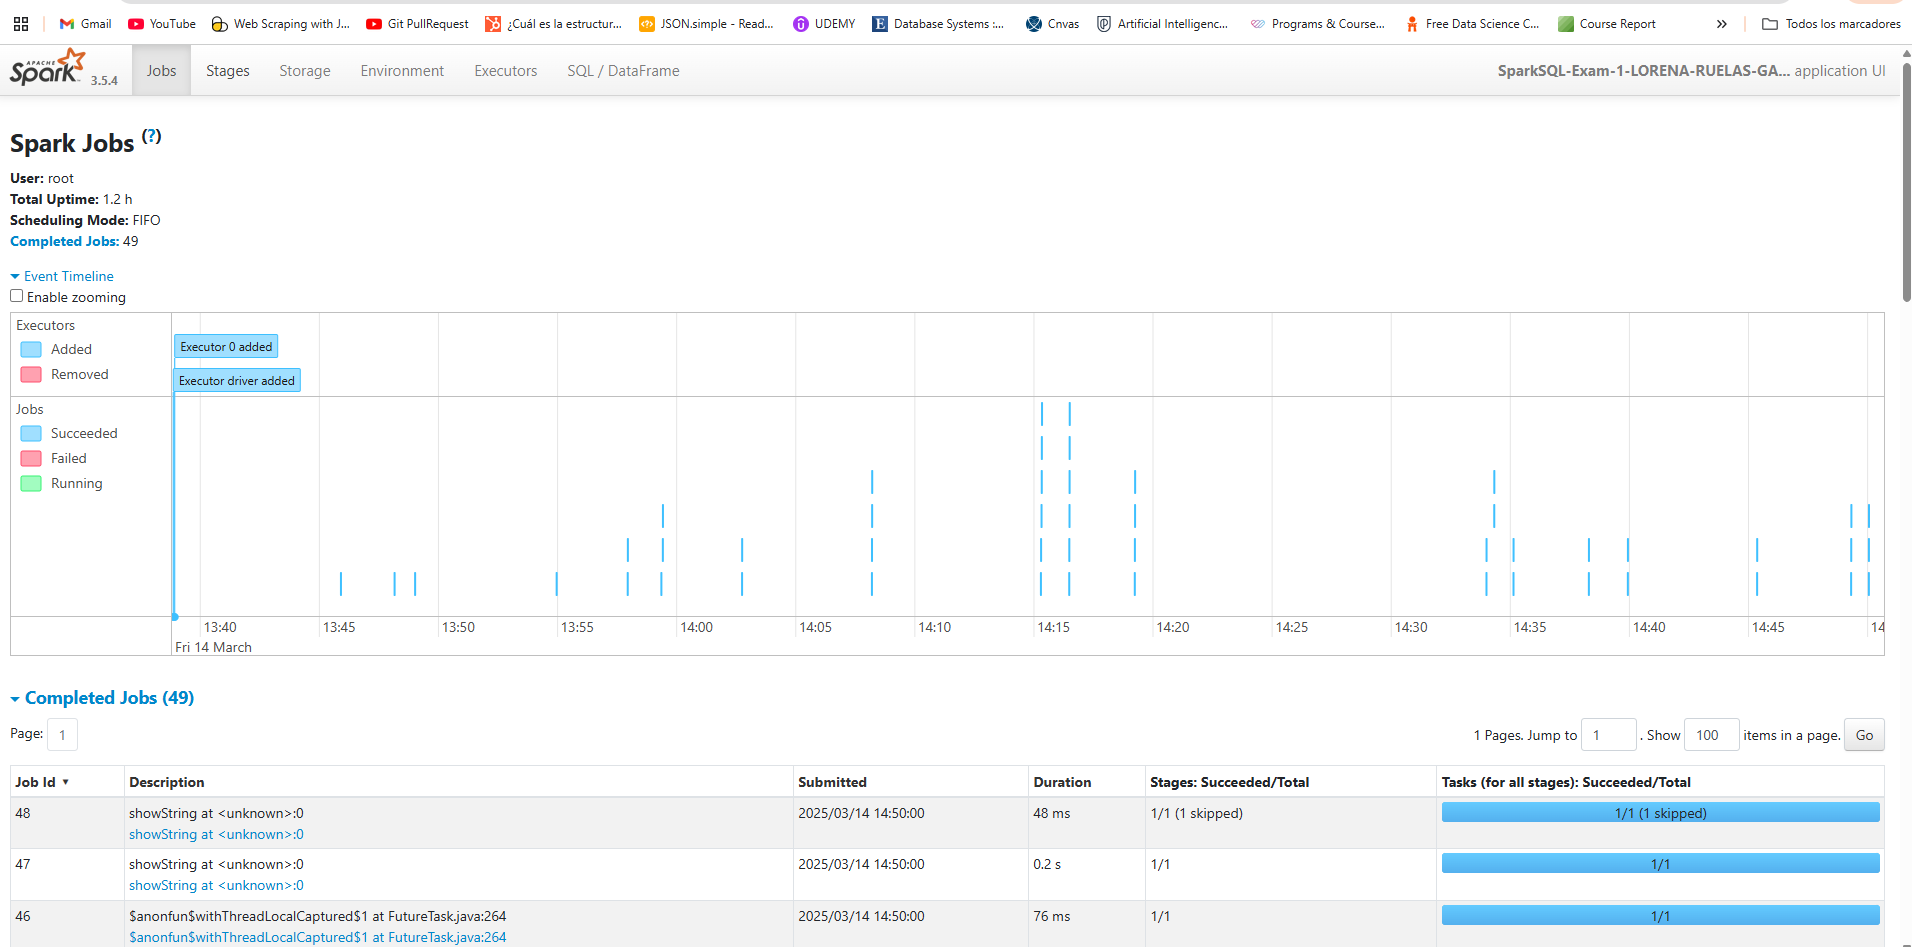 Gmail YouTube Web Scraping with J... Git PullRequest ¿Cuál es la estructur... JSON.simple - Read... UDEMY Database Systems :... Cnvas Artificial Intelligenc... Programs & Course... Free Data Science C... Course Report » Todos los marcadores
APACHE Spark 3.5.4 Jobs Stages Storage Environment Executors SQL / DataFrame SparkSQL-Exam-1-LORENA-RUELAS-GA... application UI
Spark Jobs (?)
User: root
Total Uptime: 1.2 h
Scheduling Mode: FIFO
Completed Jobs: 49
Event Timeline
Enable zooming
Executors
Added
Removed
Executor 0 added
Executor driver added
Jobs
Succeeded
Failed
Running
13:40 13:45 13:50 13:55 14:00 14:05 14:10 14:15 14:20 14:25 14:30 14:35 14:40 14:45 14
Fri 14 March
Completed Jobs (49)
Page: 1 1 Pages. Jump to 1 . Show 100 items in a page. Go
Job Id ▾ Description Submitted Duration Stages: Succeeded/Total Tasks (for all stages): Succeeded/Total
48 showString at <unknown>:0 2025/03/14 14:50:00 48 ms 1/1 (1 skipped) 1/1 (1 skipped)
showString at <unknown>:0
47 showString at <unknown>:0 2025/03/14 14:50:00 0.2 s 1/1 1/1
showString at <unknown>:0
46 $anonfun$withThreadLocalCaptured$1 at FutureTask.java:264 2025/03/14 14:50:00 76 ms 1/1 1/1
$anonfun$withThreadLocalCaptured$1 at FutureTask.java:264